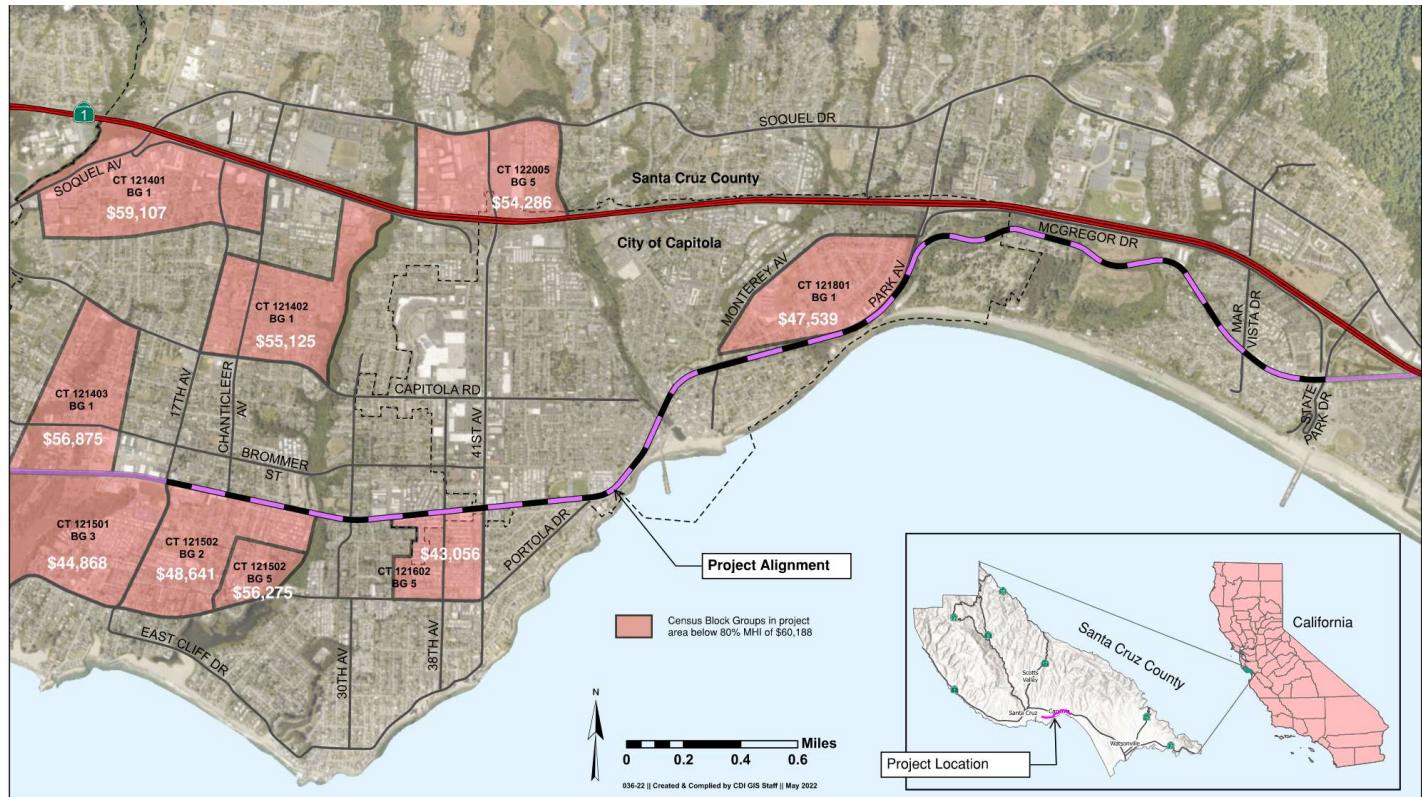 1
SOQUEL DR
SOQUEL AV
CT 121401
BG 1
$59,107
CT 122005
BG 5
$54,286
Santa Cruz County
City of Capitola
MCGREGOR DR
MONTEREY AV
PARK AV
CT 121801
BG 1
$47,539
CT 121402
BG 1
$55,125
MAR
VISTA DR
STATE
PARK DR
17TH AV
CHANTICLEER
AV
CAPITOLA RD
41ST AV
CT 121403
BG 1
$56,875
BROMMER
ST
CT 121501
BG 3
$44,868
CT 121502
BG 2
$48,641
CT 121502
BG 5
$56,275
$43,056
CT 121602
BG 5
PORTOLA DR
Project Alignment
EAST CLIFF DR
30TH AV
38TH AV
Census Block Groups in project
area below 80% MHI of $60,188
N
Miles
0 0.2 0.4 0.6
036-22 || Created & Complied by CDI GIS Staff || May 2022
Santa Cruz County
California
Scotts
Valley
Santa Cruz
Capitola
Watsonville
Project Location